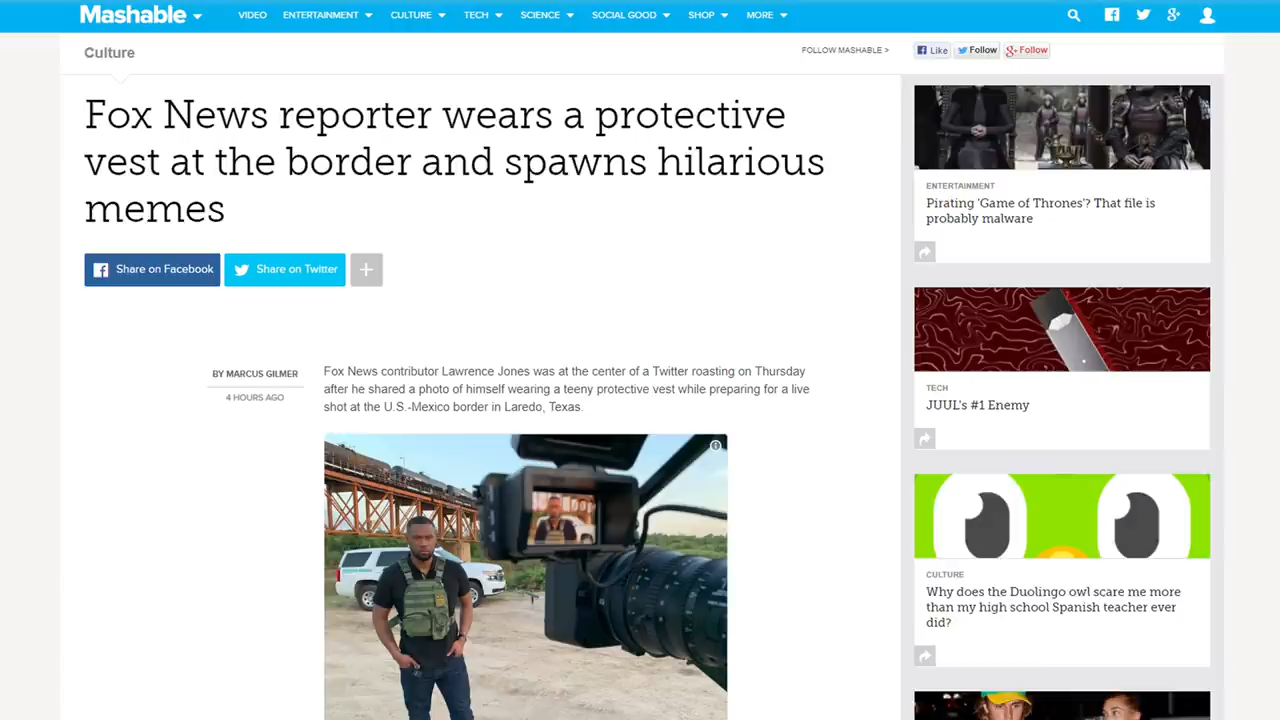 Mashable
VIDEO ENTERTAINMENT CULTURE TECH SCIENCE SOCIAL GOOD SHOP MORE
Culture
FOLLOW MASHABLE >
Like Follow Follow
Fox News reporter wears a protective
vest at the border and spawns hilarious
memes
Share on Facebook Share on Twitter +
BY MARCUS GILMER
4 HOURS AGO
Fox News contributor Lawrence Jones was at the center of a Twitter roasting on Thursday
after he shared a photo of himself wearing a teeny protective vest while preparing for a live
shot at the U.S.-Mexico border in Laredo, Texas.
ENTERTAINMENT
Pirating 'Game of Thrones'? That file is
probably malware
TECH
JUUL's #1 Enemy
CULTURE
Why does the Duolingo owl scare me more
than my high school Spanish teacher ever
did?